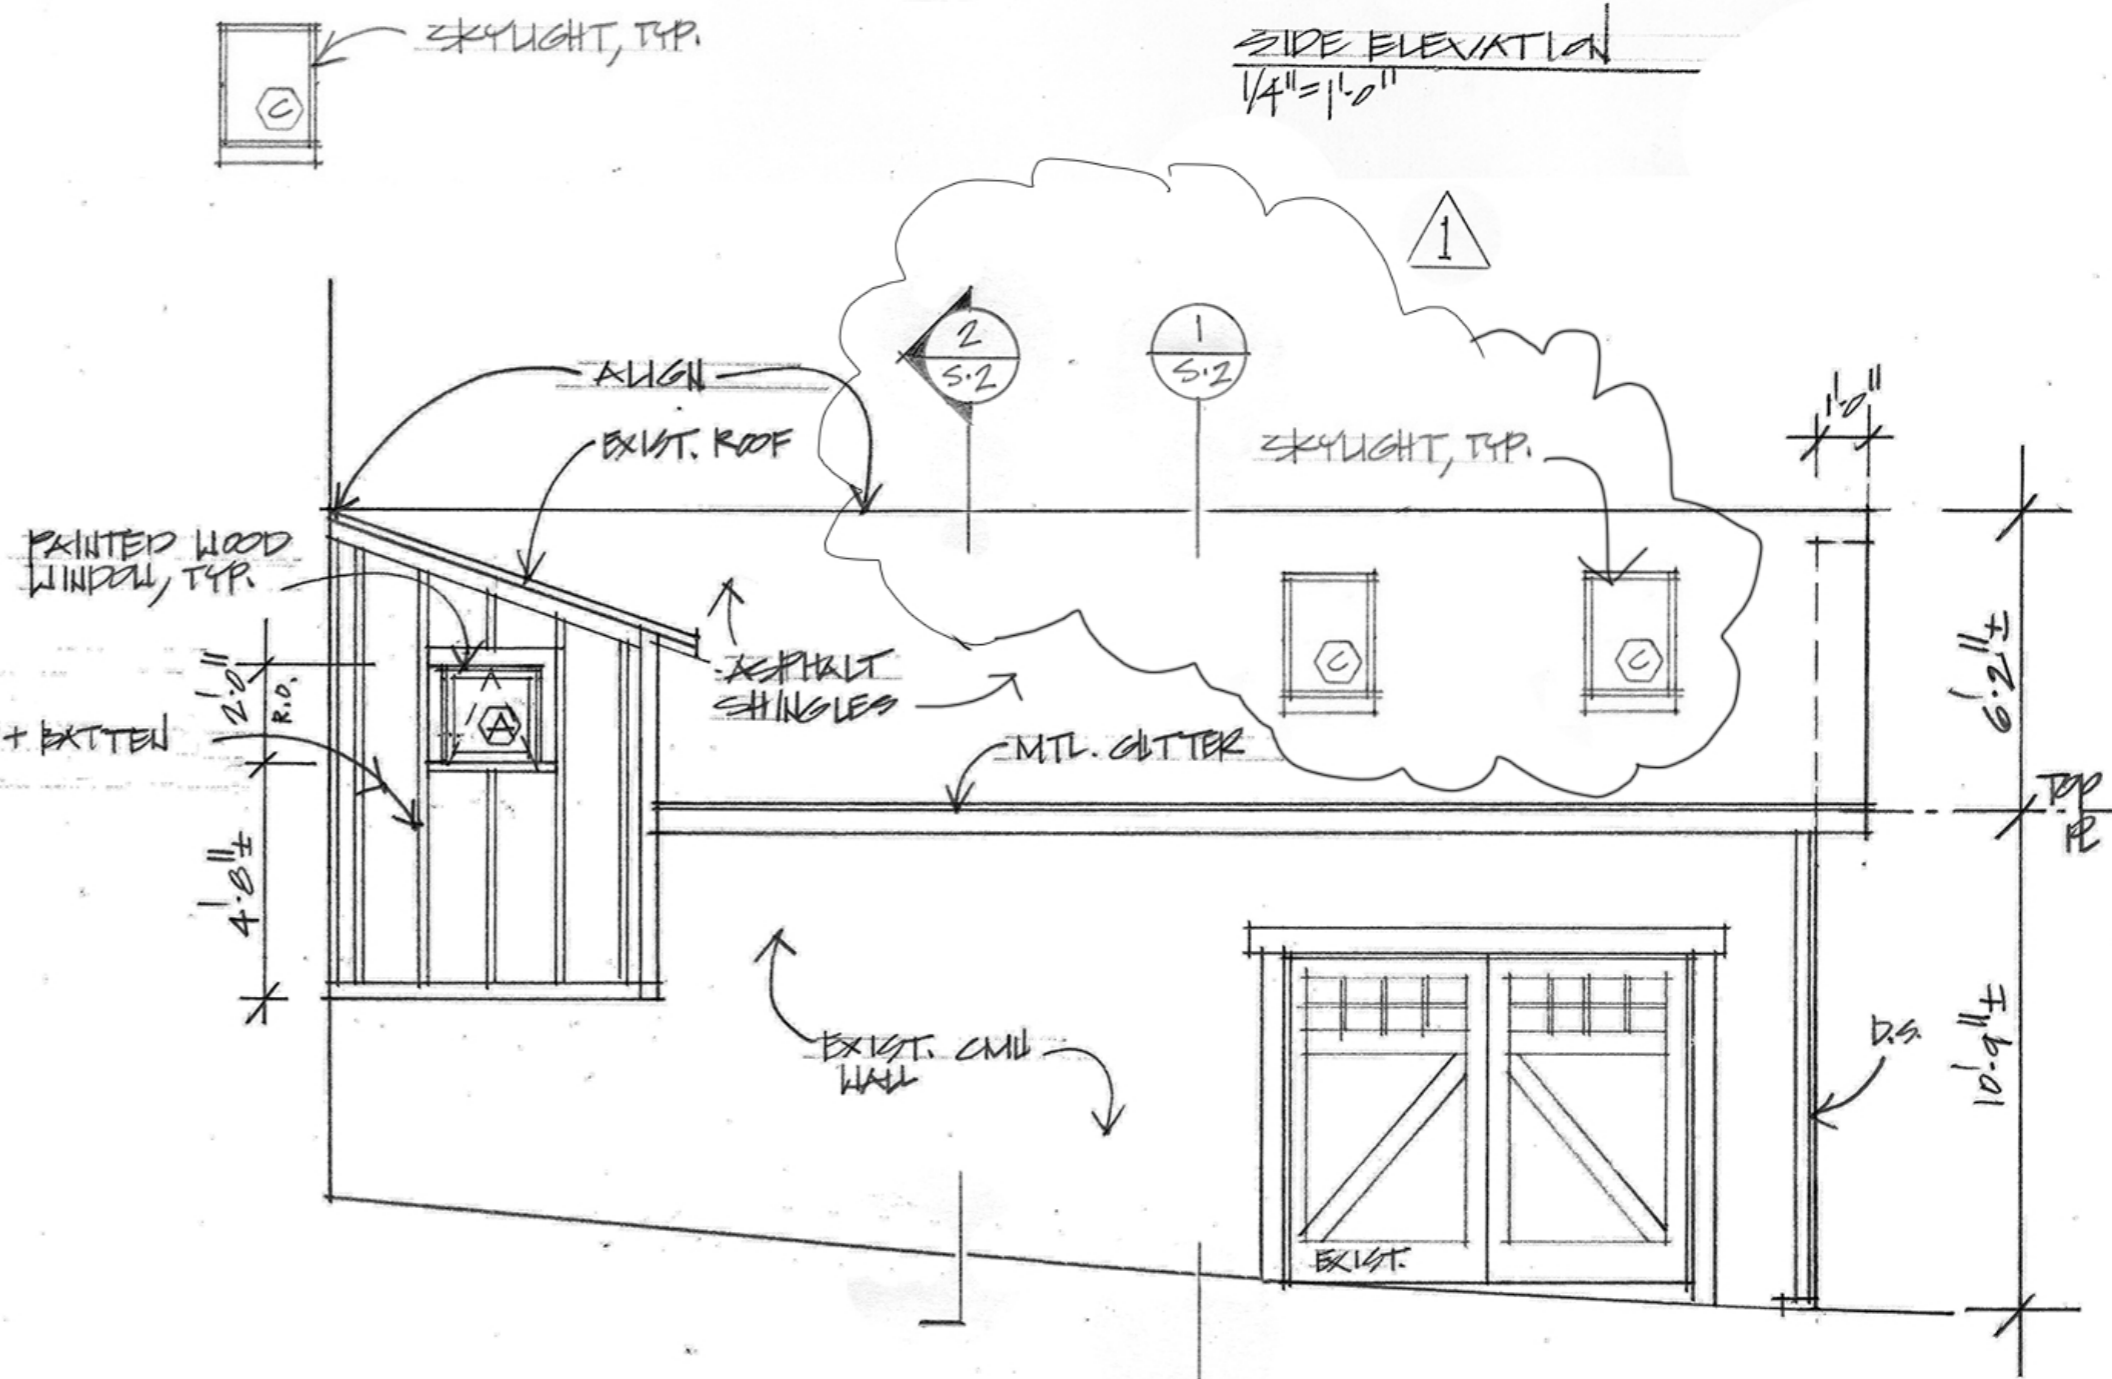 SKYLIGHT, TYP.
C
SIDE ELEVATION
1/4"=1'-0"
1
2
S.2
1
S.2
ALIGN
EXIST. ROOF
SKYLIGHT, TYP.
1'-0"
PAINTED WOOD
WINDOW, TYP.
ASPHALT
SHINGLES
C
C
6'-2"±
2'-0"
R.O.
A
+ BATTEN
MTL. GUTTER
TOP
PL
4'-8"±
EXIST. CMU
WALL
D.S.
10'-9"±
EXIST.